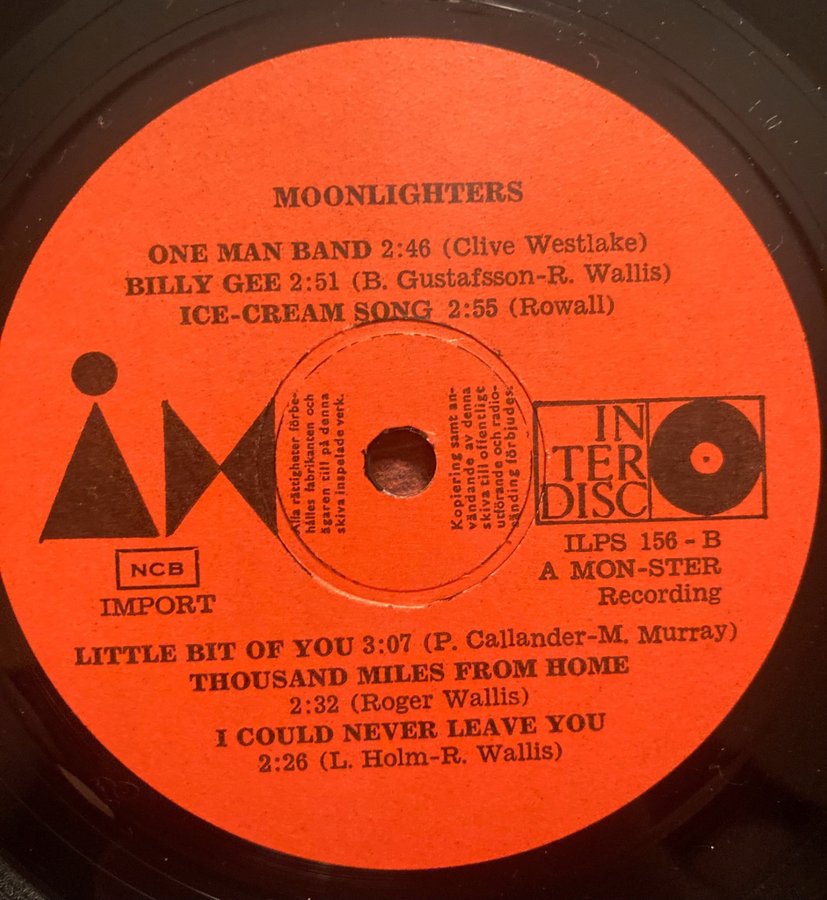 MOONLIGHTERS
ONE MAN BAND 2:46 (Clive Westlake)
BILLY GEE 2:51 (B. Gustafsson-R. Wallis)
ICE-CREAM SONG 2:55 (Rowall)
Alla rättigheter förbe-
hålles fabrikanten och
ägaren till på denna
skiva inspelade verk.
Kopiering samt an-
vändande av denna
skiva till offentligt
utförande och radio-
sändning förbjudes.
IN
TER
DISC
NCB
IMPORT
ILPS 156 - B
A MON-STER
Recording
LITTLE BIT OF YOU 3:07 (P. Callander-M. Murray)
THOUSAND MILES FROM HOME
2:32 (Roger Wallis)
I COULD NEVER LEAVE YOU
2:26 (L. Holm-R. Wallis)